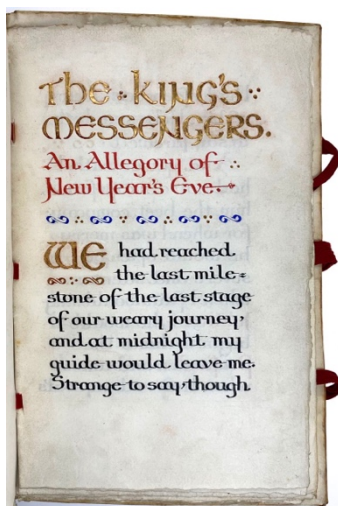 The King's
Messengers.
An Allegory of
New Year's Eve.
We had reached
the last mile=
stone of the last stage
of our weary journey,
and at midnight my
guide would leave me.
Strange to say, though